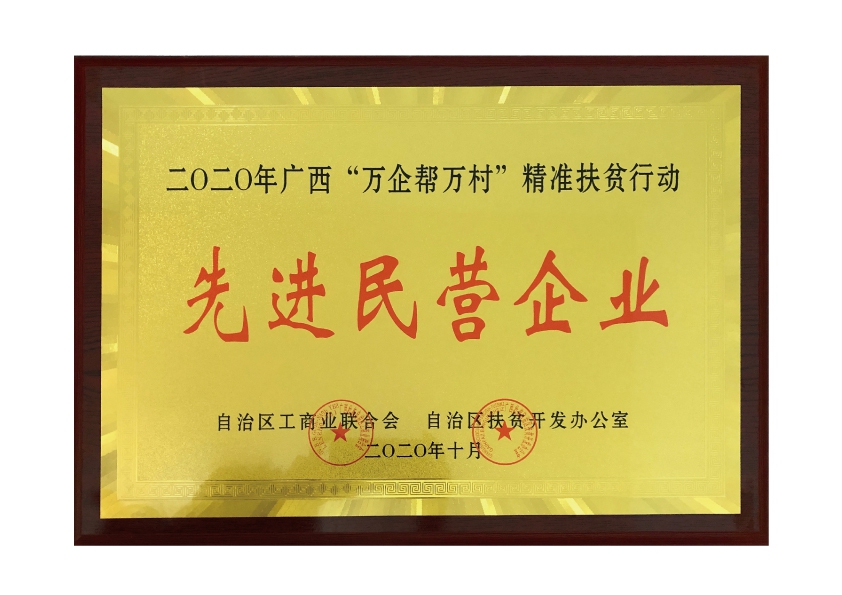 二〇二〇年广西“万企帮万村”精准扶贫行动
先进民营企业
自治区工商业联合会 自治区扶贫开发办公室
二〇二〇年十月